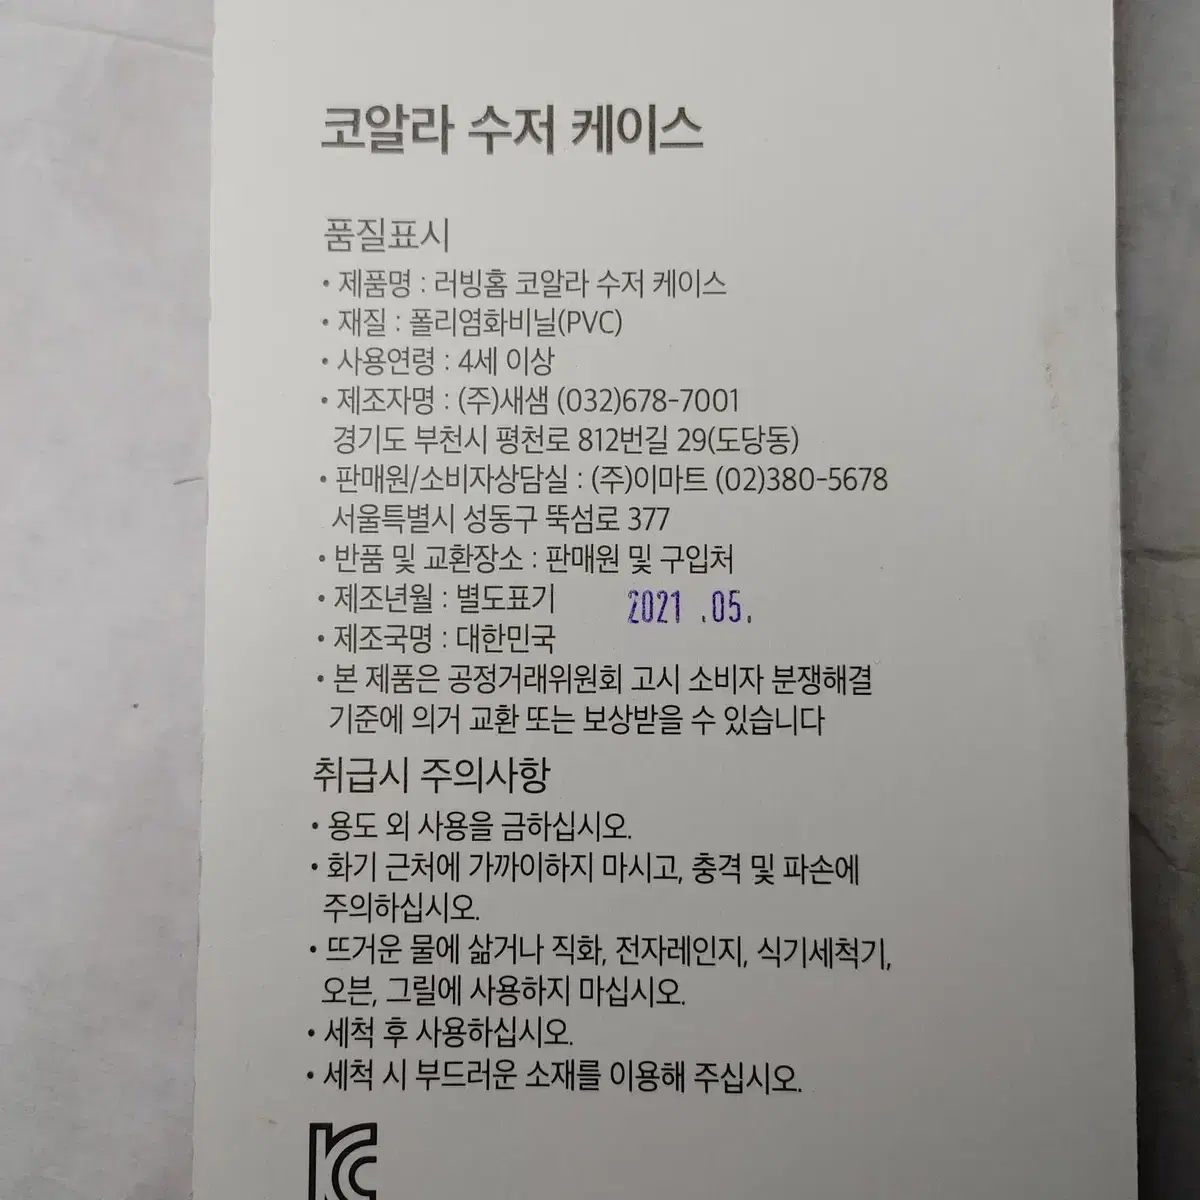 코알라 수저 케이스
품질표시
• 제품명 : 러빙홈 코알라 수저 케이스
• 재질 : 폴리염화비닐(PVC)
• 사용연령 : 4세 이상
• 제조자명 : (주)새샘 (032)678-7001
경기도 부천시 평천로 812번길 29(도당동)
• 판매원/소비자상담실 : (주)이마트 (02)380-5678
서울특별시 성동구 뚝섬로 377
• 반품 및 교환장소 : 판매원 및 구입처
• 제조년월 : 별도표기 2021 .05.
• 제조국명 : 대한민국
• 본 제품은 공정거래위원회 고시 소비자 분쟁해결
기준에 의거 교환 또는 보상받을 수 있습니다
취급시 주의사항
• 용도 외 사용을 금하십시오.
• 화기 근처에 가까이하지 마시고, 충격 및 파손에
주의하십시오.
• 뜨거운 물에 삶거나 직화, 전자레인지, 식기세척기,
오븐, 그릴에 사용하지 마십시오.
• 세척 후 사용하십시오.
• 세척 시 부드러운 소재를 이용해 주십시오.
KC